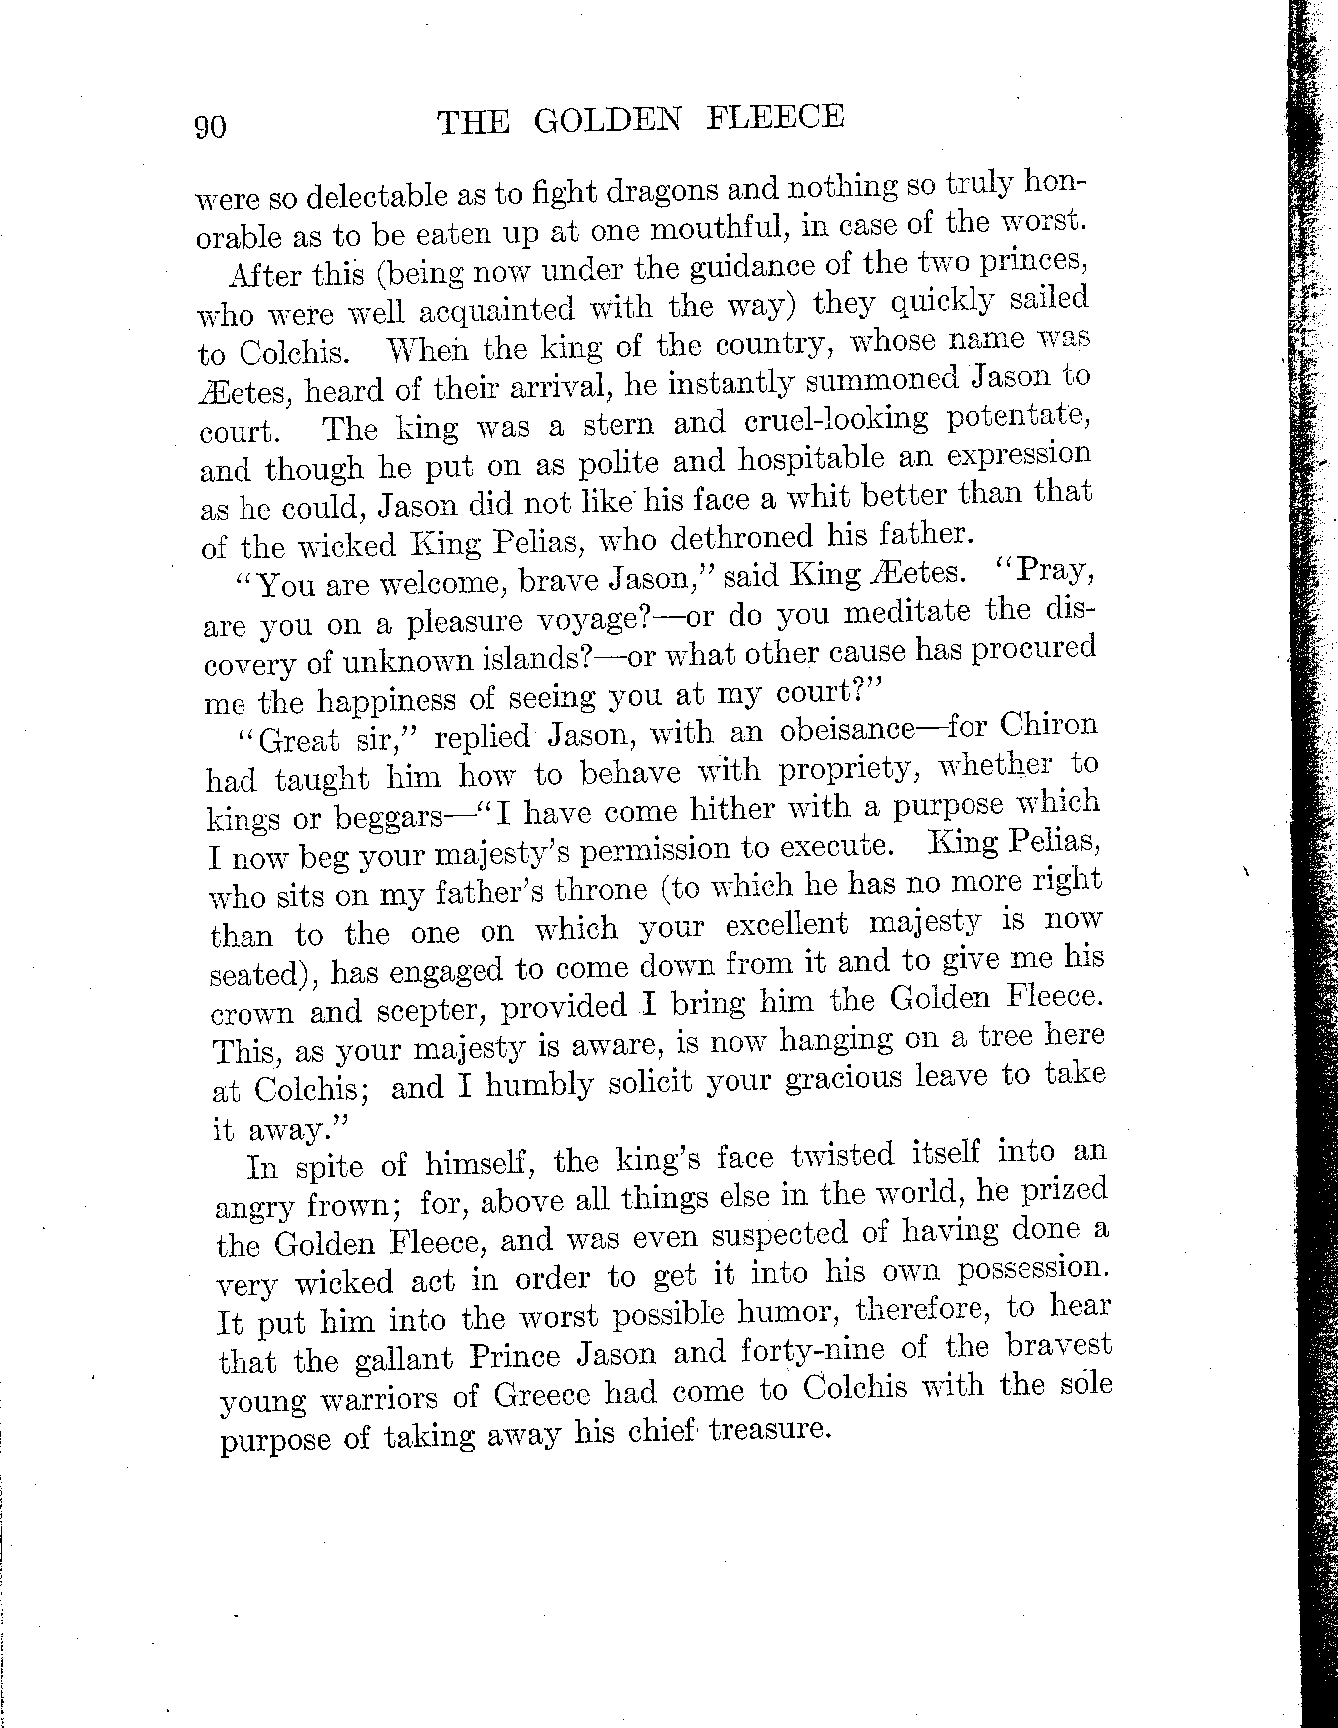 90 THE GOLDEN FLEECE
were so delectable as to fight dragons and nothing so truly hon-
orable as to be eaten up at one mouthful, in case of the worst.
After this (being now under the guidance of the two princes,
who were well acquainted with the way) they quickly sailed
to Colchis. When the king of the country, whose name was
Æetes, heard of their arrival, he instantly summoned Jason to
court. The king was a stern and cruel-looking potentate,
and though he put on as polite and hospitable an expression
as he could, Jason did not like his face a whit better than that
of the wicked King Pelias, who dethroned his father.
“You are welcome, brave Jason,” said King Æetes. “Pray,
are you on a pleasure voyage?—or do you meditate the dis-
covery of unknown islands?—or what other cause has procured
me the happiness of seeing you at my court?”
“Great sir,” replied Jason, with an obeisance—for Chiron
had taught him how to behave with propriety, whether to
kings or beggars—“I have come hither with a purpose which
I now beg your majesty’s permission to execute. King Pelias,
who sits on my father’s throne (to which he has no more right
than to the one on which your excellent majesty is now
seated), has engaged to come down from it and to give me his
crown and scepter, provided I bring him the Golden Fleece.
This, as your majesty is aware, is now hanging on a tree here
at Colchis; and I humbly solicit your gracious leave to take
it away.”
In spite of himself, the king’s face twisted itself into an
angry frown; for, above all things else in the world, he prized
the Golden Fleece, and was even suspected of having done a
very wicked act in order to get it into his own possession.
It put him into the worst possible humor, therefore, to hear
that the gallant Prince Jason and forty-nine of the bravest
young warriors of Greece had come to Colchis with the sole
purpose of taking away his chief treasure.